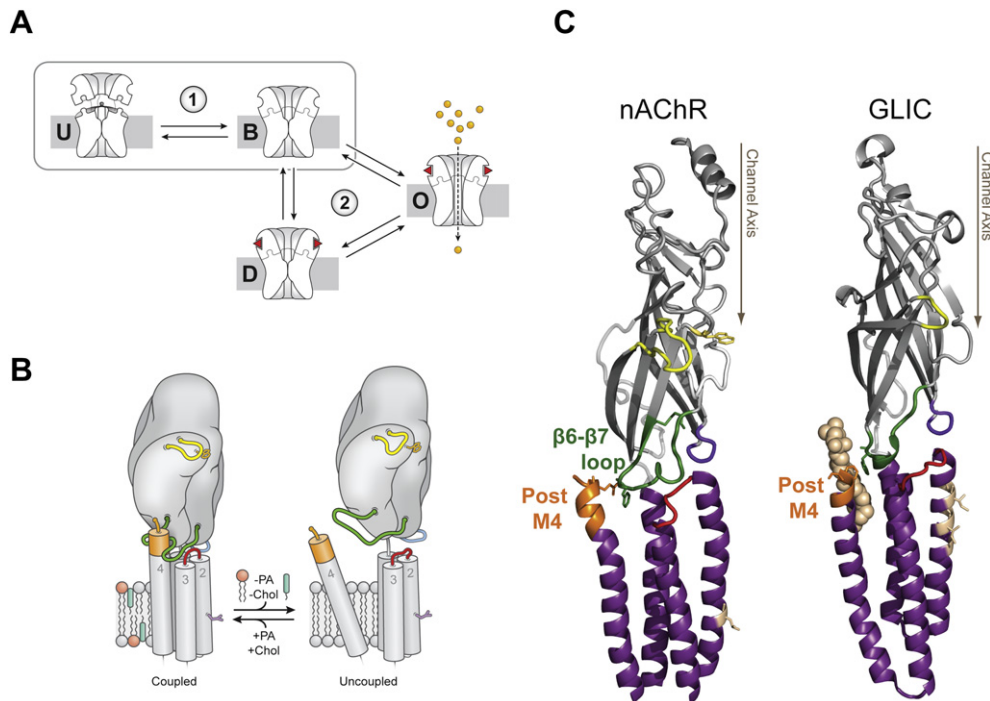 A
1
U
B
2
O
D
B
4
3
2
-PA
-Chol
+PA
+Chol
3
2
4
Coupled
Uncoupled
C
nAChR
GLIC
Channel Axis
Channel Axis
β6-β7
loop
Post
M4
Post
M4